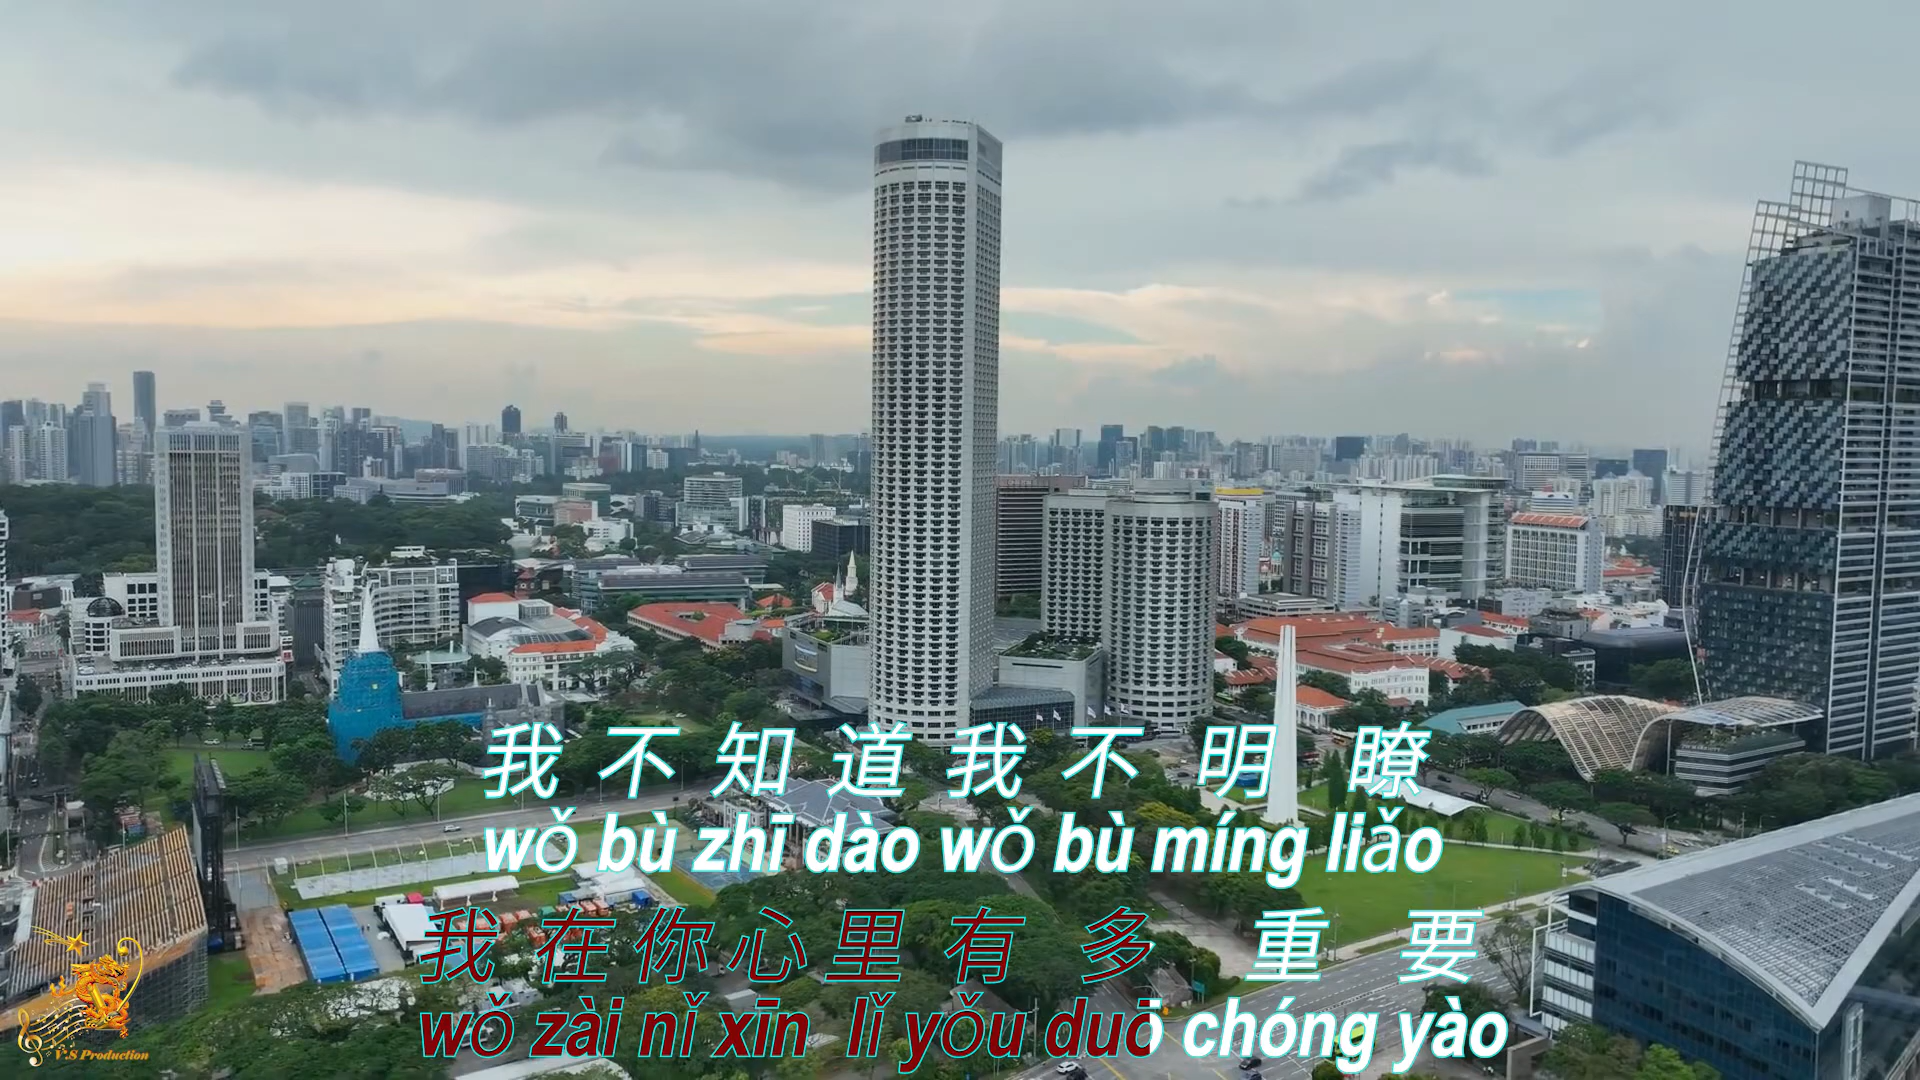 我不知道我不明瞭
wǒ bù zhī dào wǒ bù míng liǎo
我在你心里有多重要
wǒ zài nǐ xīn lǐ yǒu duō chóng yào
V.S Production